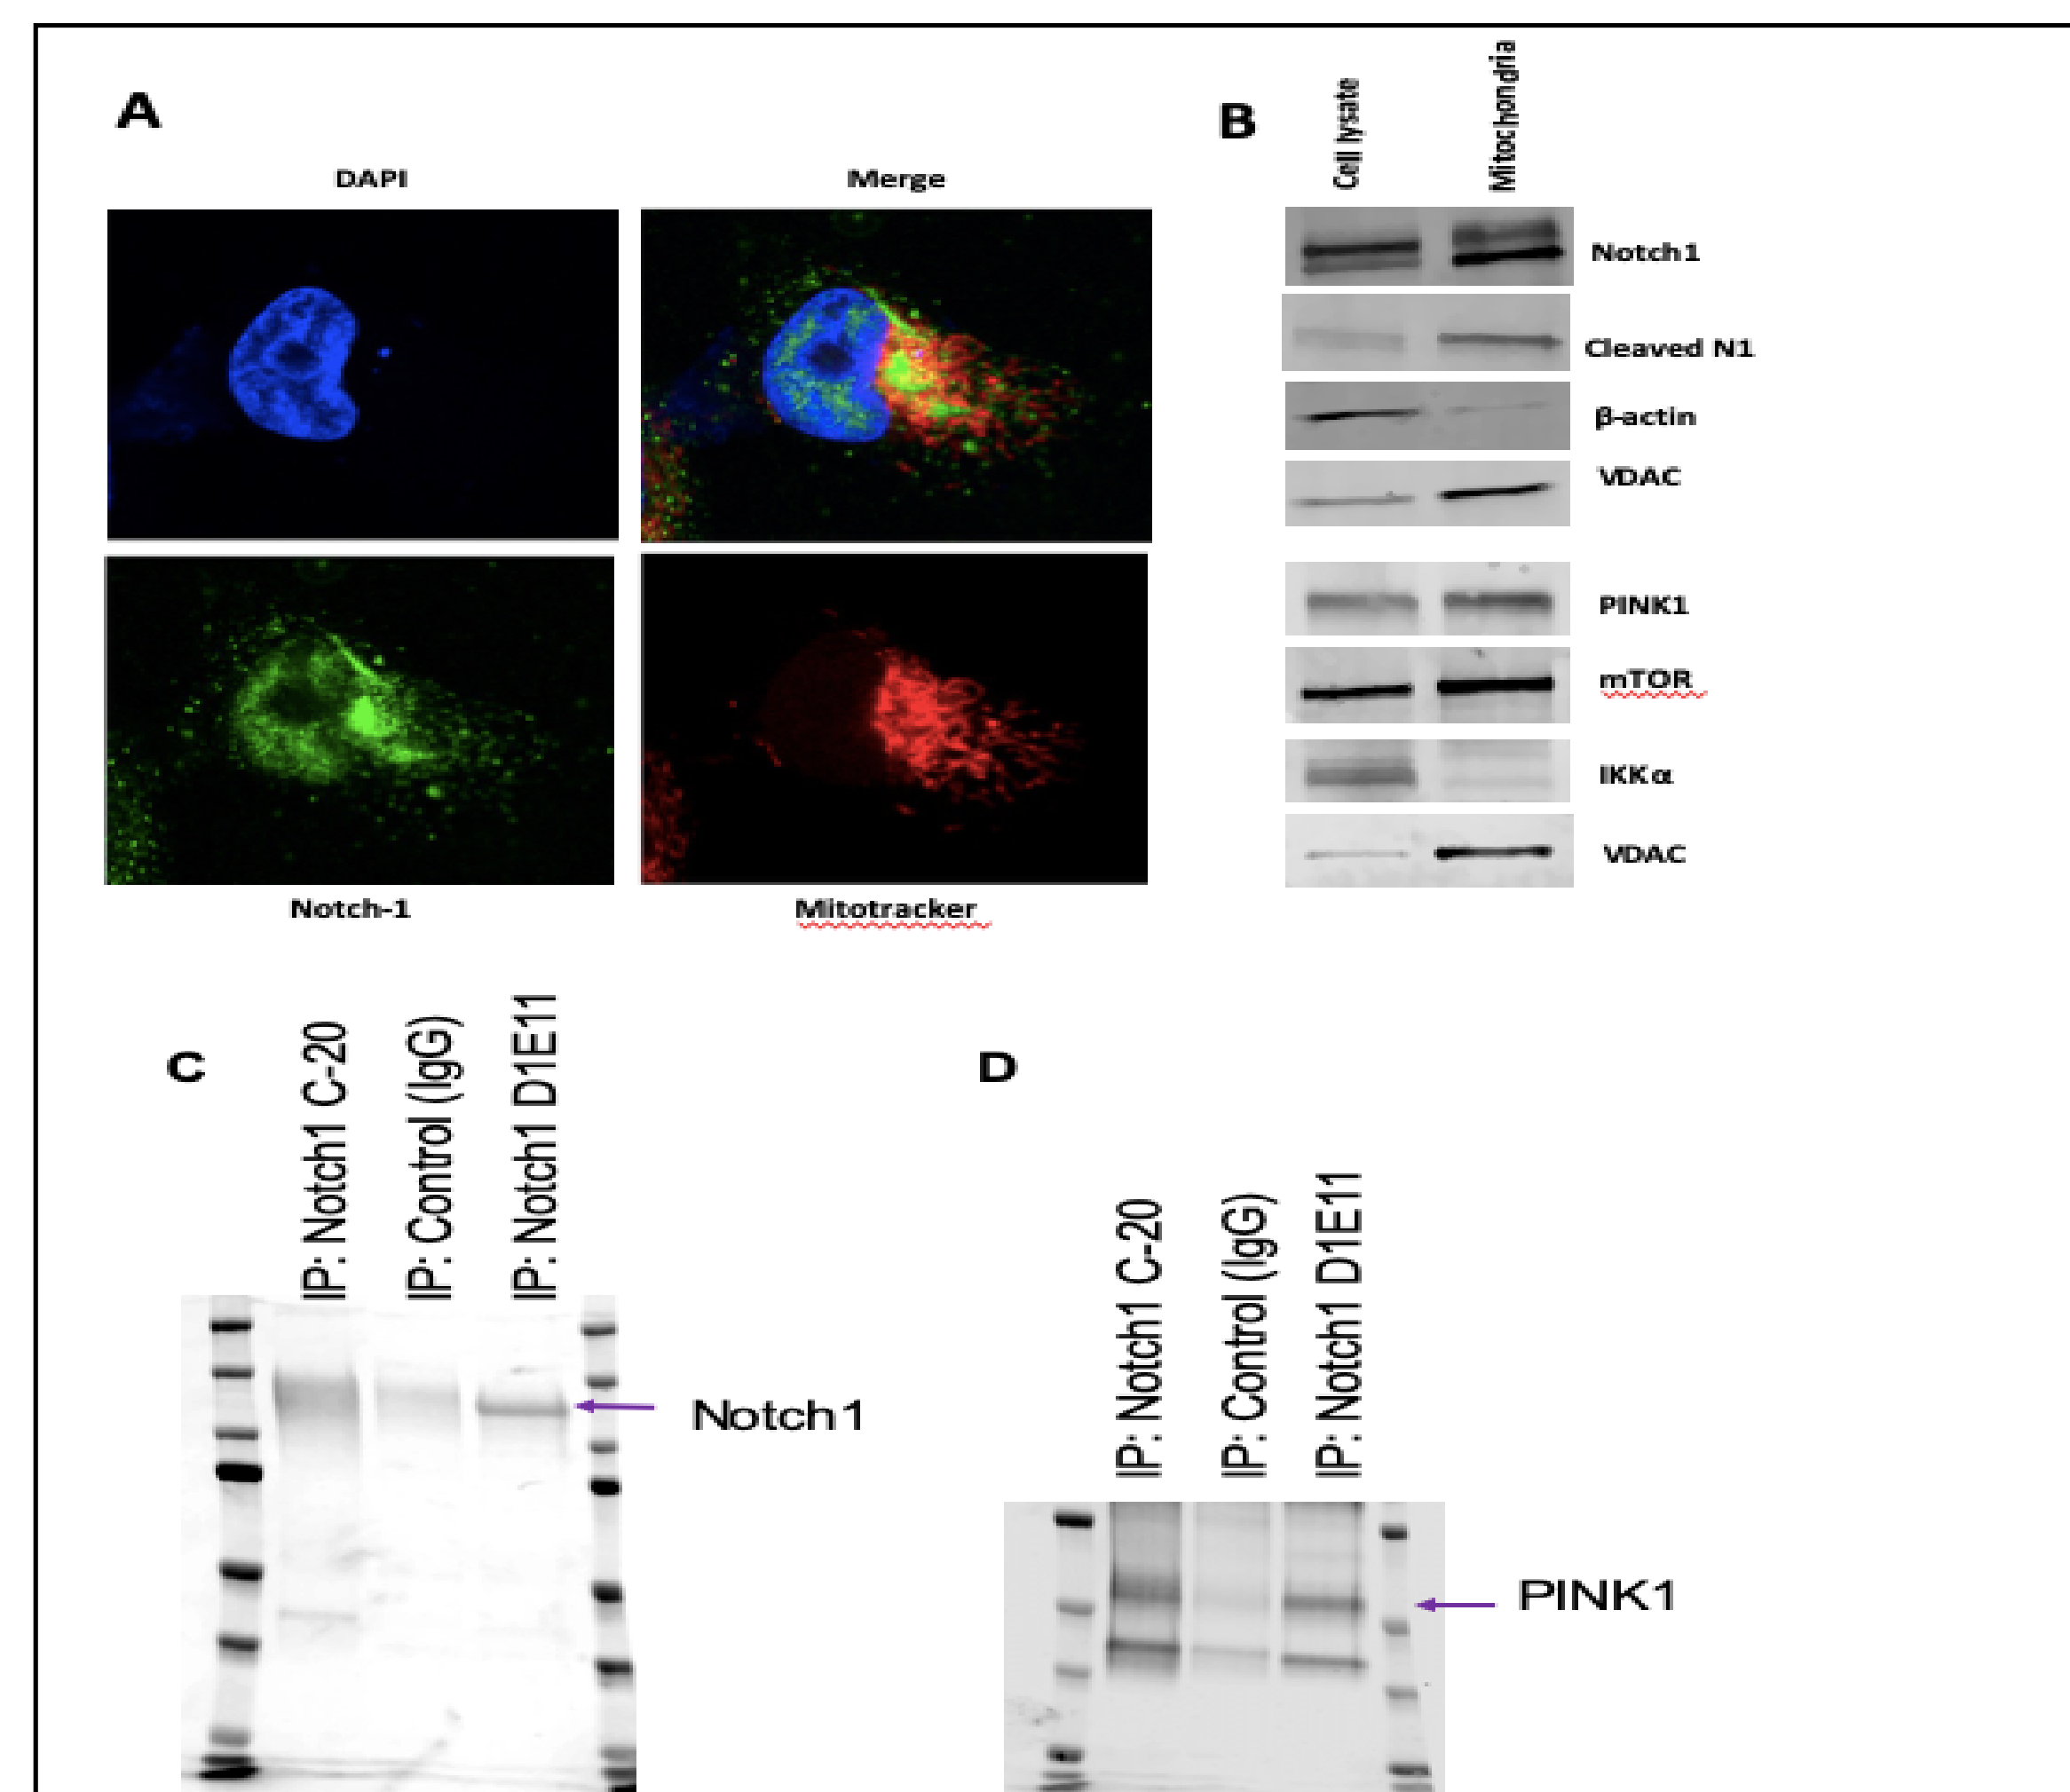 A
DAPI
Merge
Notch-1
Mitotracker
B
Cell lysate
Mitochondria
Notch1
Cleaved N1
β-actin
VDAC
PINK1
mTOR
IKKα
VDAC
C
IP: Notch1 C-20
IP: Control (IgG)
IP: Notch1 D1E11
Notch1
D
IP: Notch1 C-20
IP: Control (IgG)
IP: Notch1 D1E11
PINK1